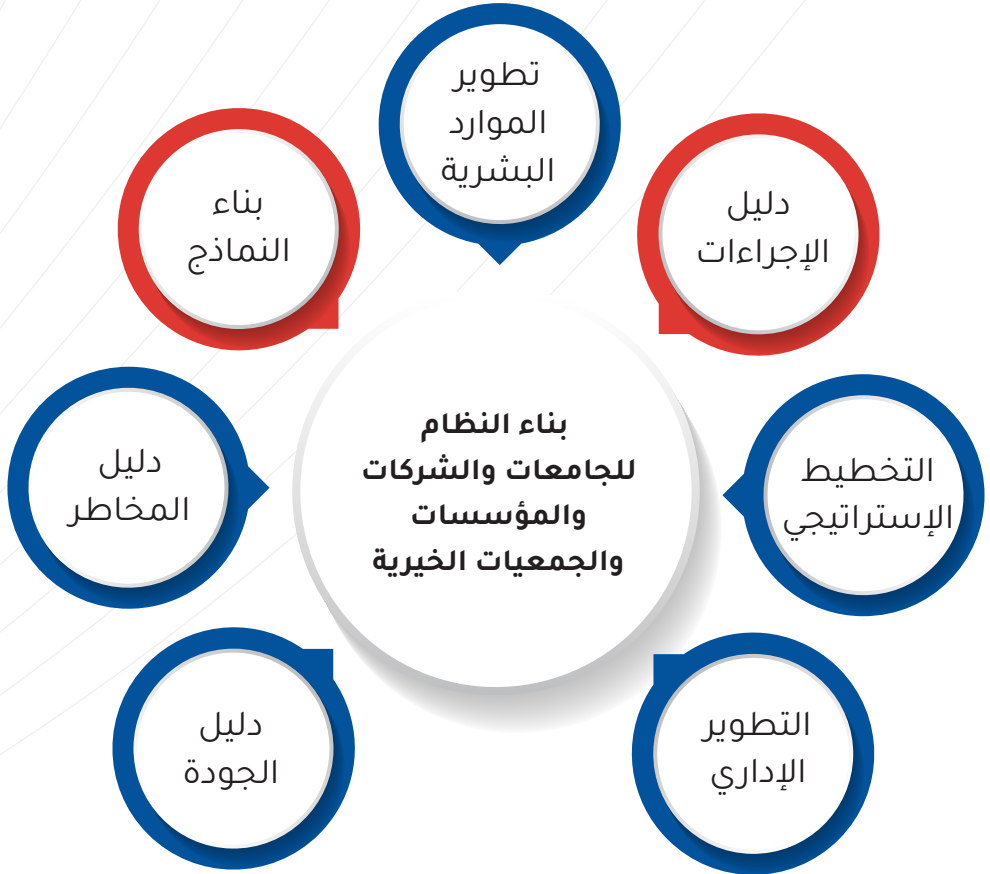 تطوير
الموارد
البشرية
دليل
الإجراءات
بناء
النماذج
بناء النظام
للجامعات والشركات
والمؤسسات
والجمعيات الخيرية
التخطيط
الإستراتيجي
دليل
المخاطر
التطوير
الإداري
دليل
الجودة